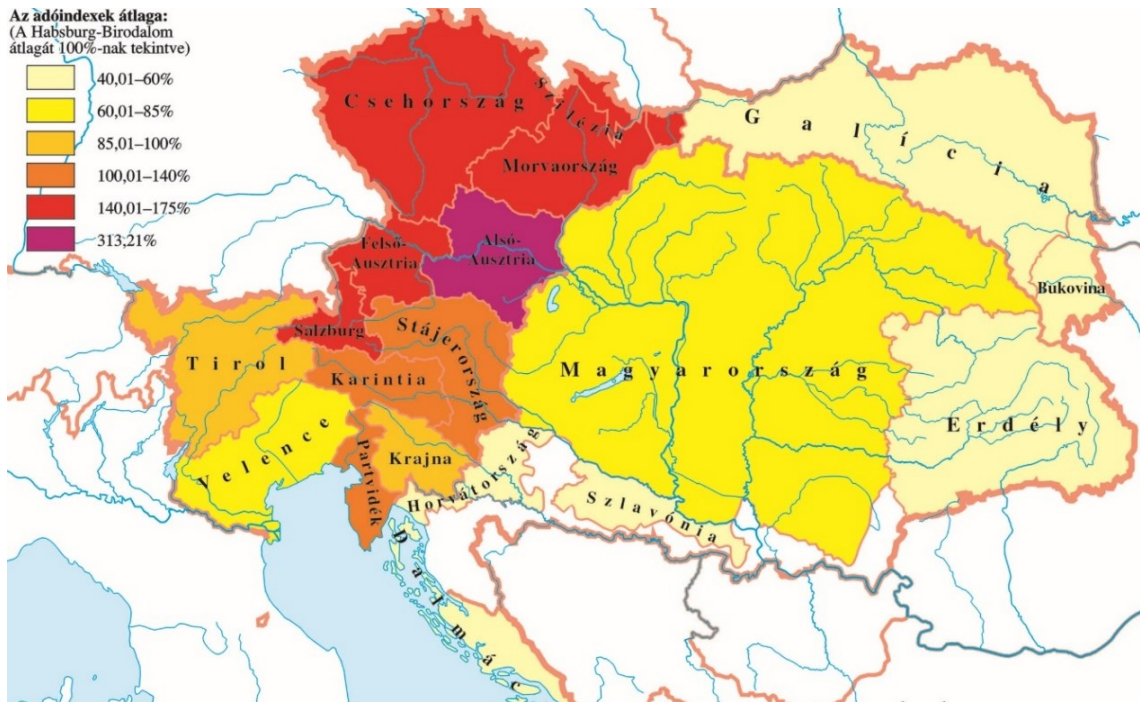 Az adóindexek átlaga:
(A Habsburg-Birodalom
átlagát 100%-nak tekintve)
40,01–60%
60,01–85%
85,01–100%
100,01–140%
140,01–175%
313,21%
Csehország
Szilézia
Morvaország
Galícia
Felső-
Ausztria
Alsó-
Ausztria
Bukovina
Salzburg
Stájerország
Tirol
Karintia
Magyarország
Erdély
Velence
Partvidék
Krajna
Horvátország
Szlavónia
Dalmác